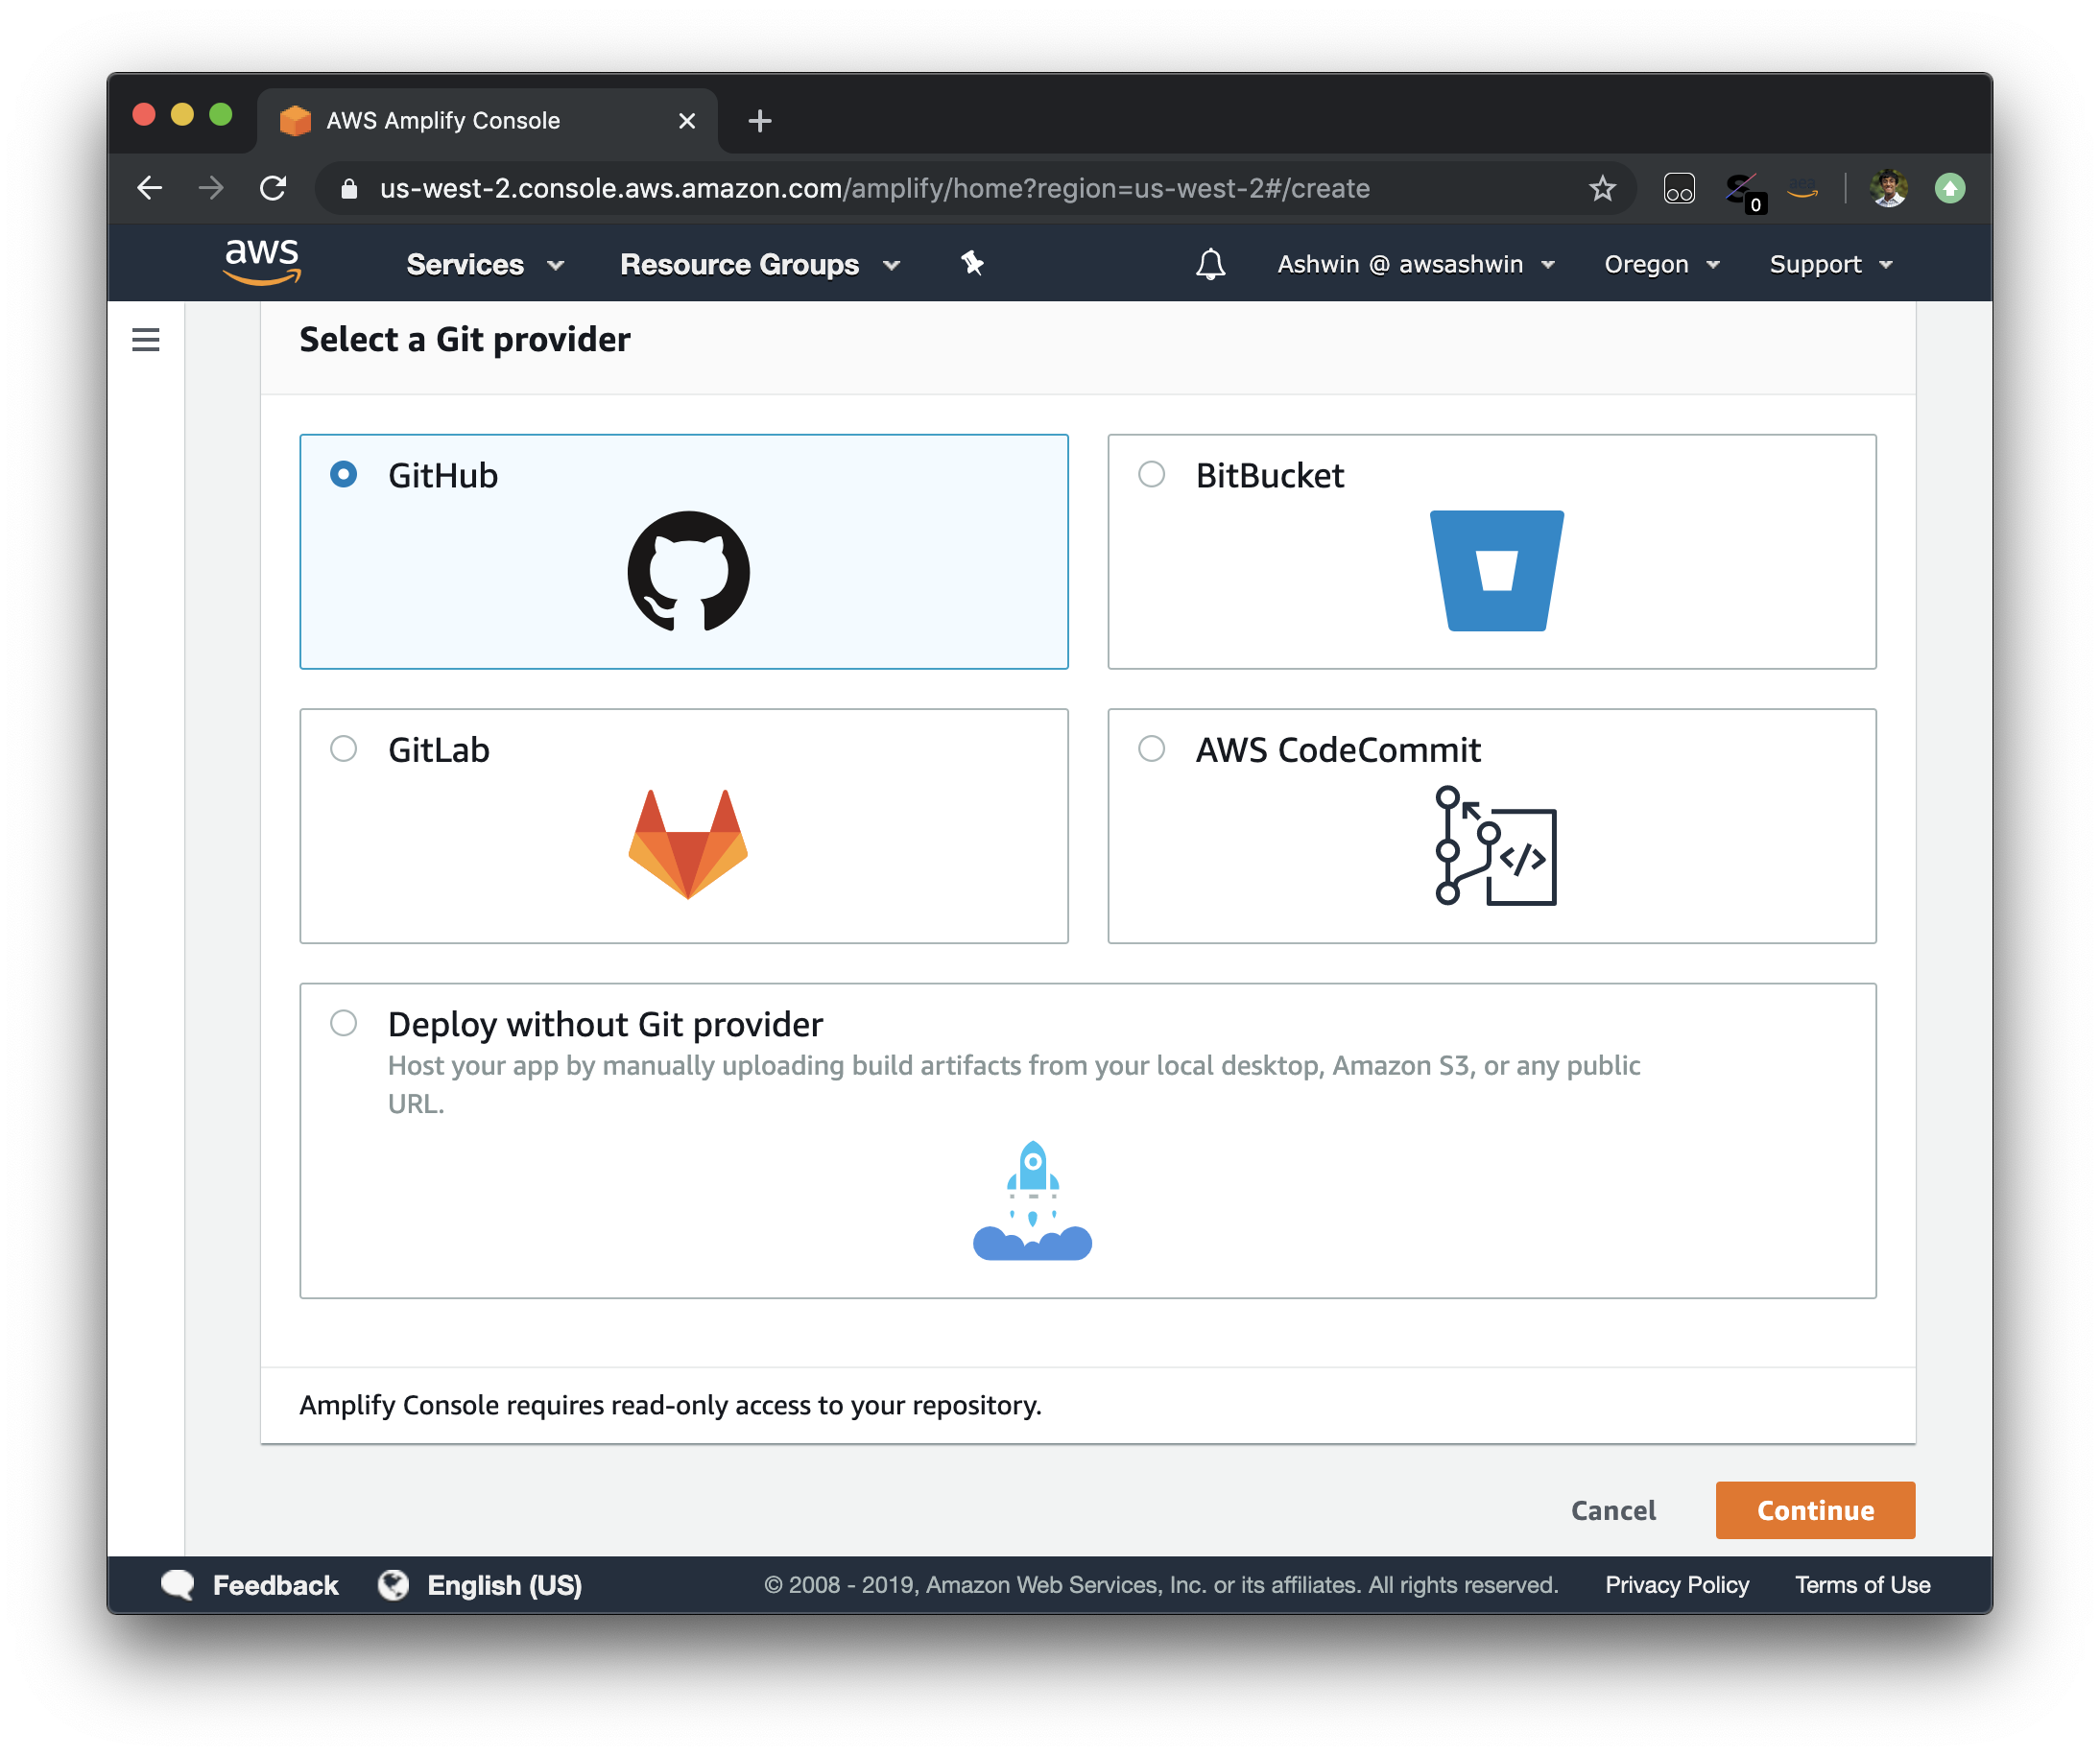 AWS Amplify Console
us-west-2.console.aws.amazon.com/amplify/home?region=us-west-2#/create
0
aws
Services
Resource Groups
Ashwin @ awsashwin
Oregon
Support
Select a Git provider
GitHub
BitBucket
GitLab
AWS CodeCommit
</>
Deploy without Git provider
Host your app by manually uploading build artifacts from your local desktop, Amazon S3, or any public
URL.
Amplify Console requires read-only access to your repository.
Cancel
Continue
Feedback
English (US)
© 2008 - 2019, Amazon Web Services, Inc. or its affiliates. All rights reserved.
Privacy Policy
Terms of Use